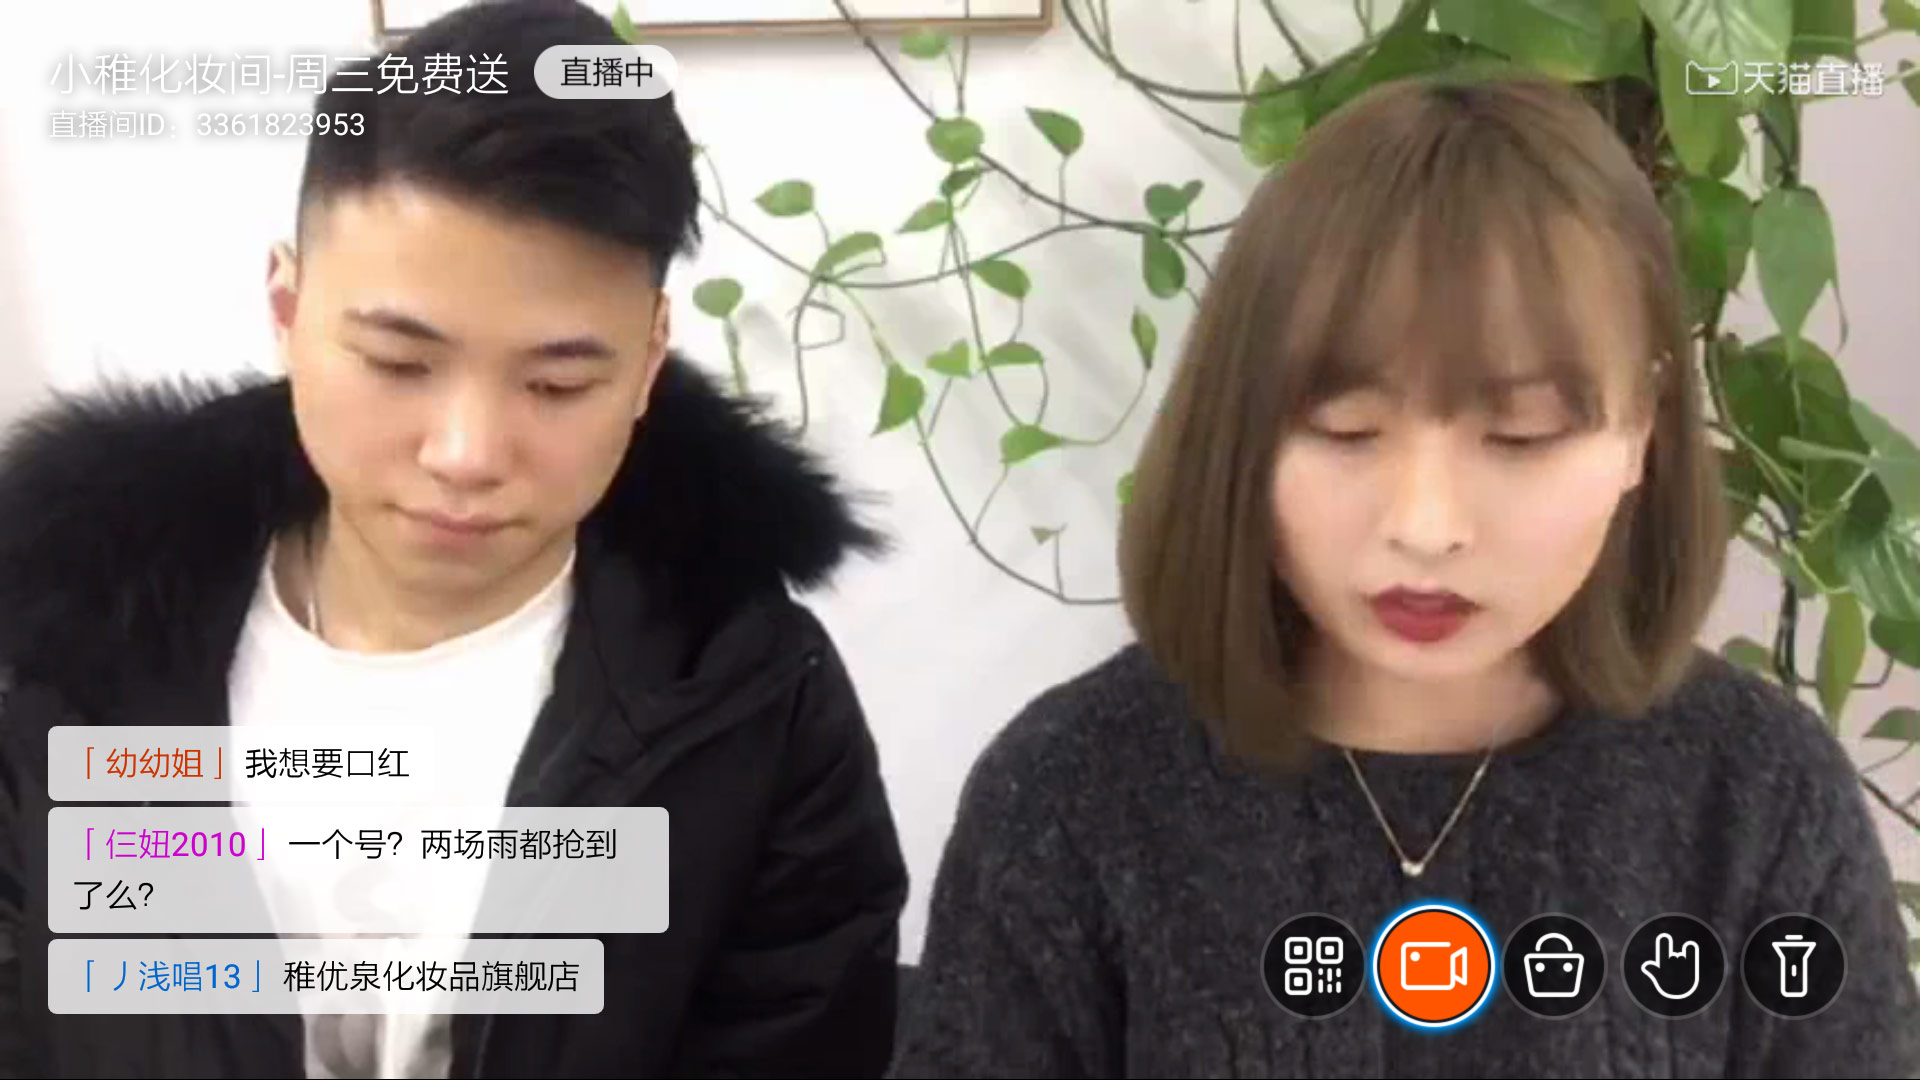 小稚化妆间-周三免费送 直播中
天猫直播
直播间ID：3361823953
「幼幼姐」 我想要口红
「仨妞2010」 一个号？两场雨都抢到
了么？
「丿浅唱13」 稚优泉化妆品旗舰店